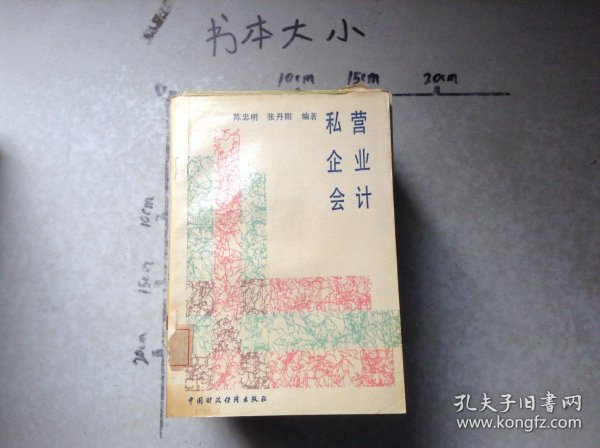 书本大小
10cm 15cm 20cm
陈忠明 张丹阳 编著
私营
企业
会计
10cm
15cm
20cm
中国财政经济出版社
孔夫子旧书网
www.kongfz.com